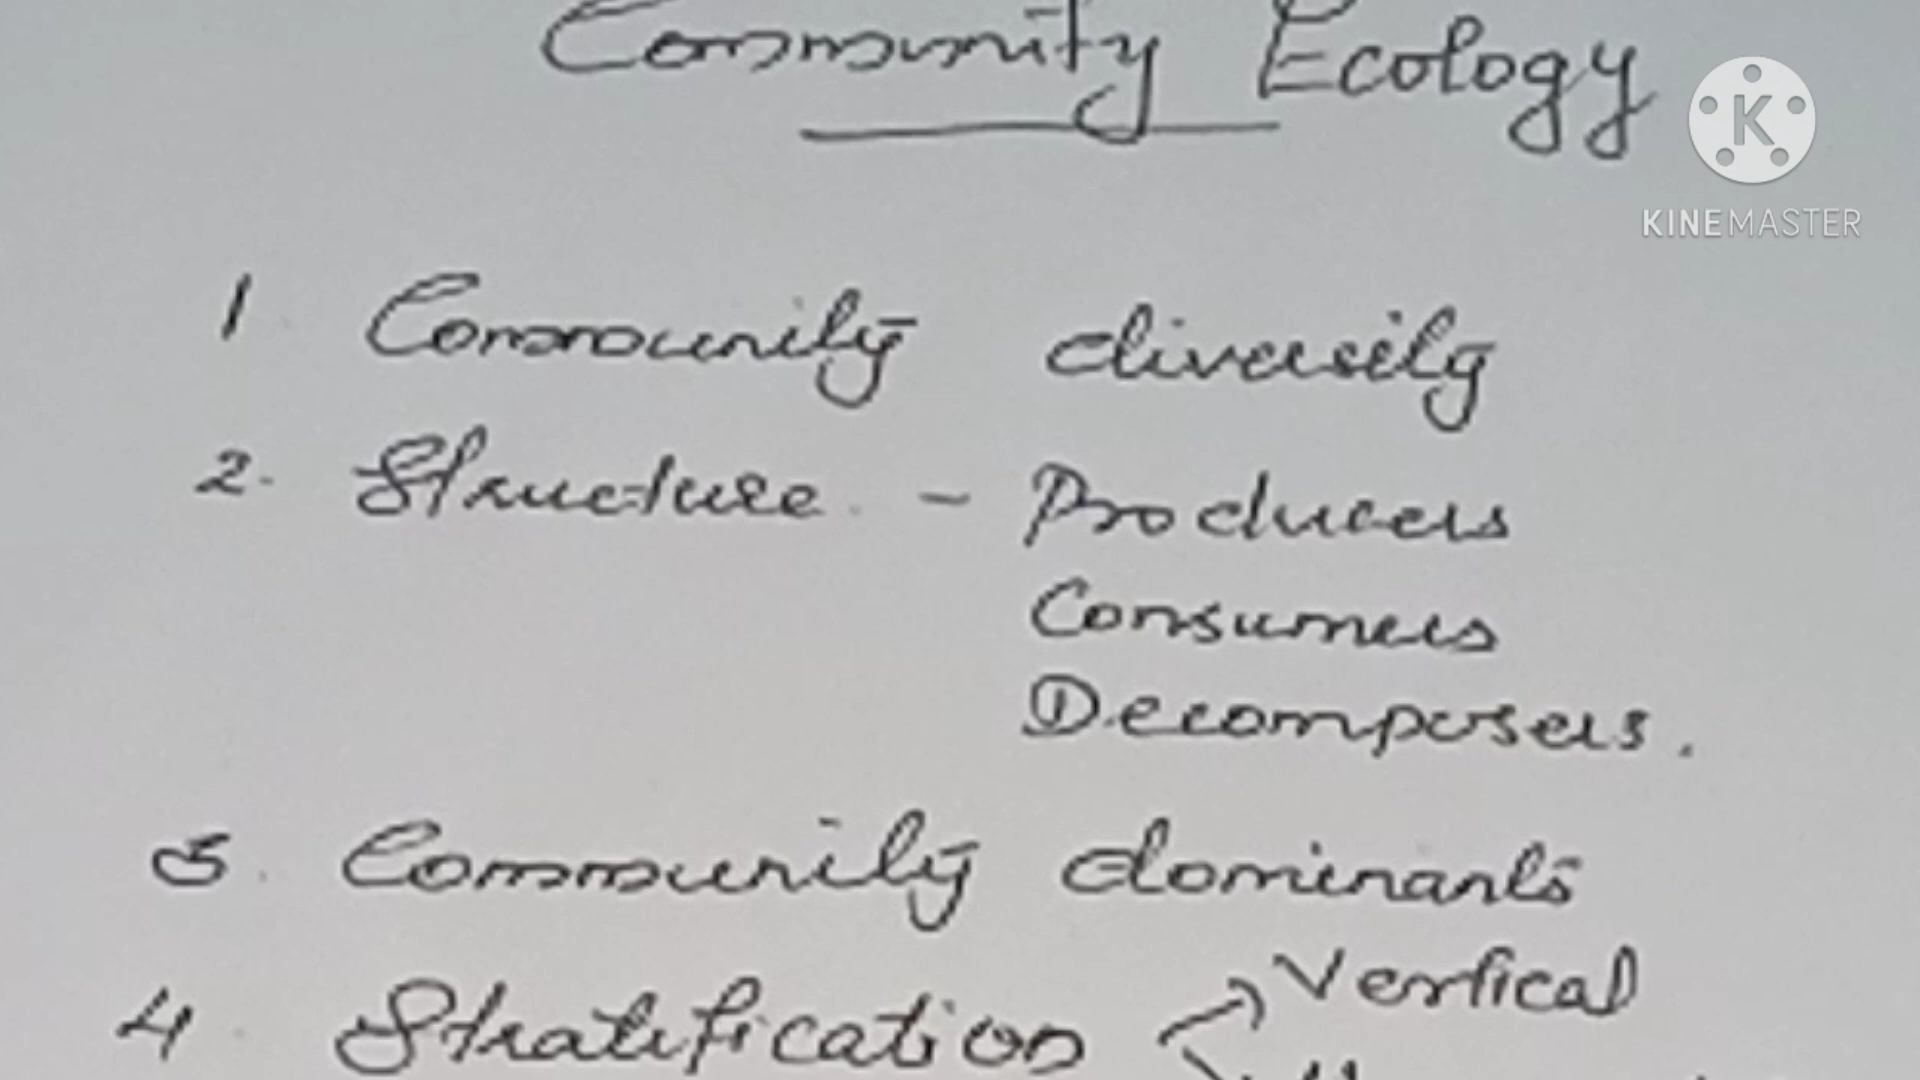 Community Ecology
KINEMASTER
1 Community diversity
2. Structure - Producers
Consumers
Decomposers.
3. Community dominants
4. Stratification Vertical